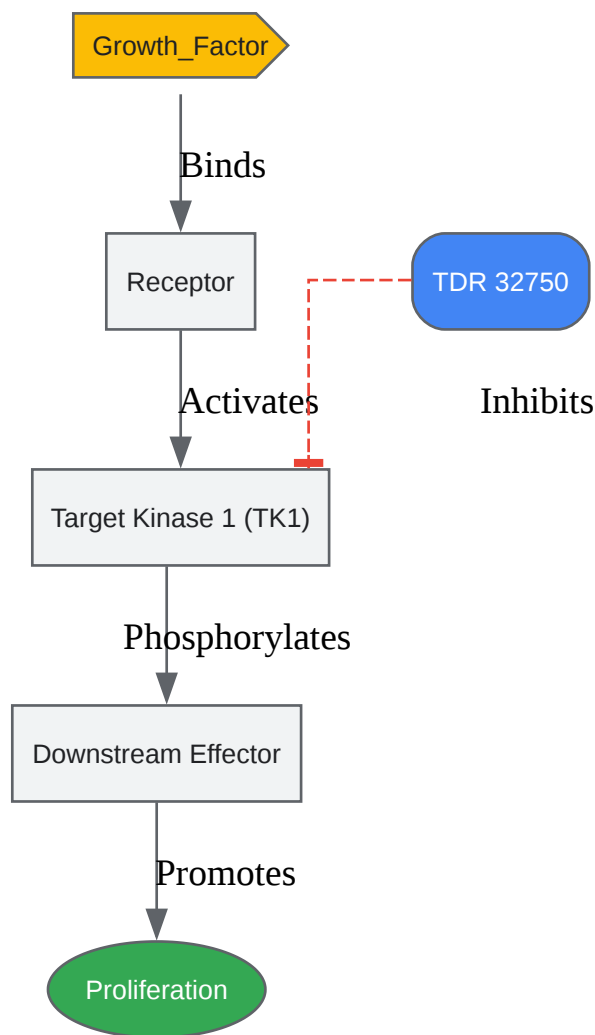 Growth_Factor
Binds
Receptor
TDR 32750
Activates
Inhibits
Target Kinase 1 (TK1)
Phosphorylates
Downstream Effector
Promotes
Proliferation